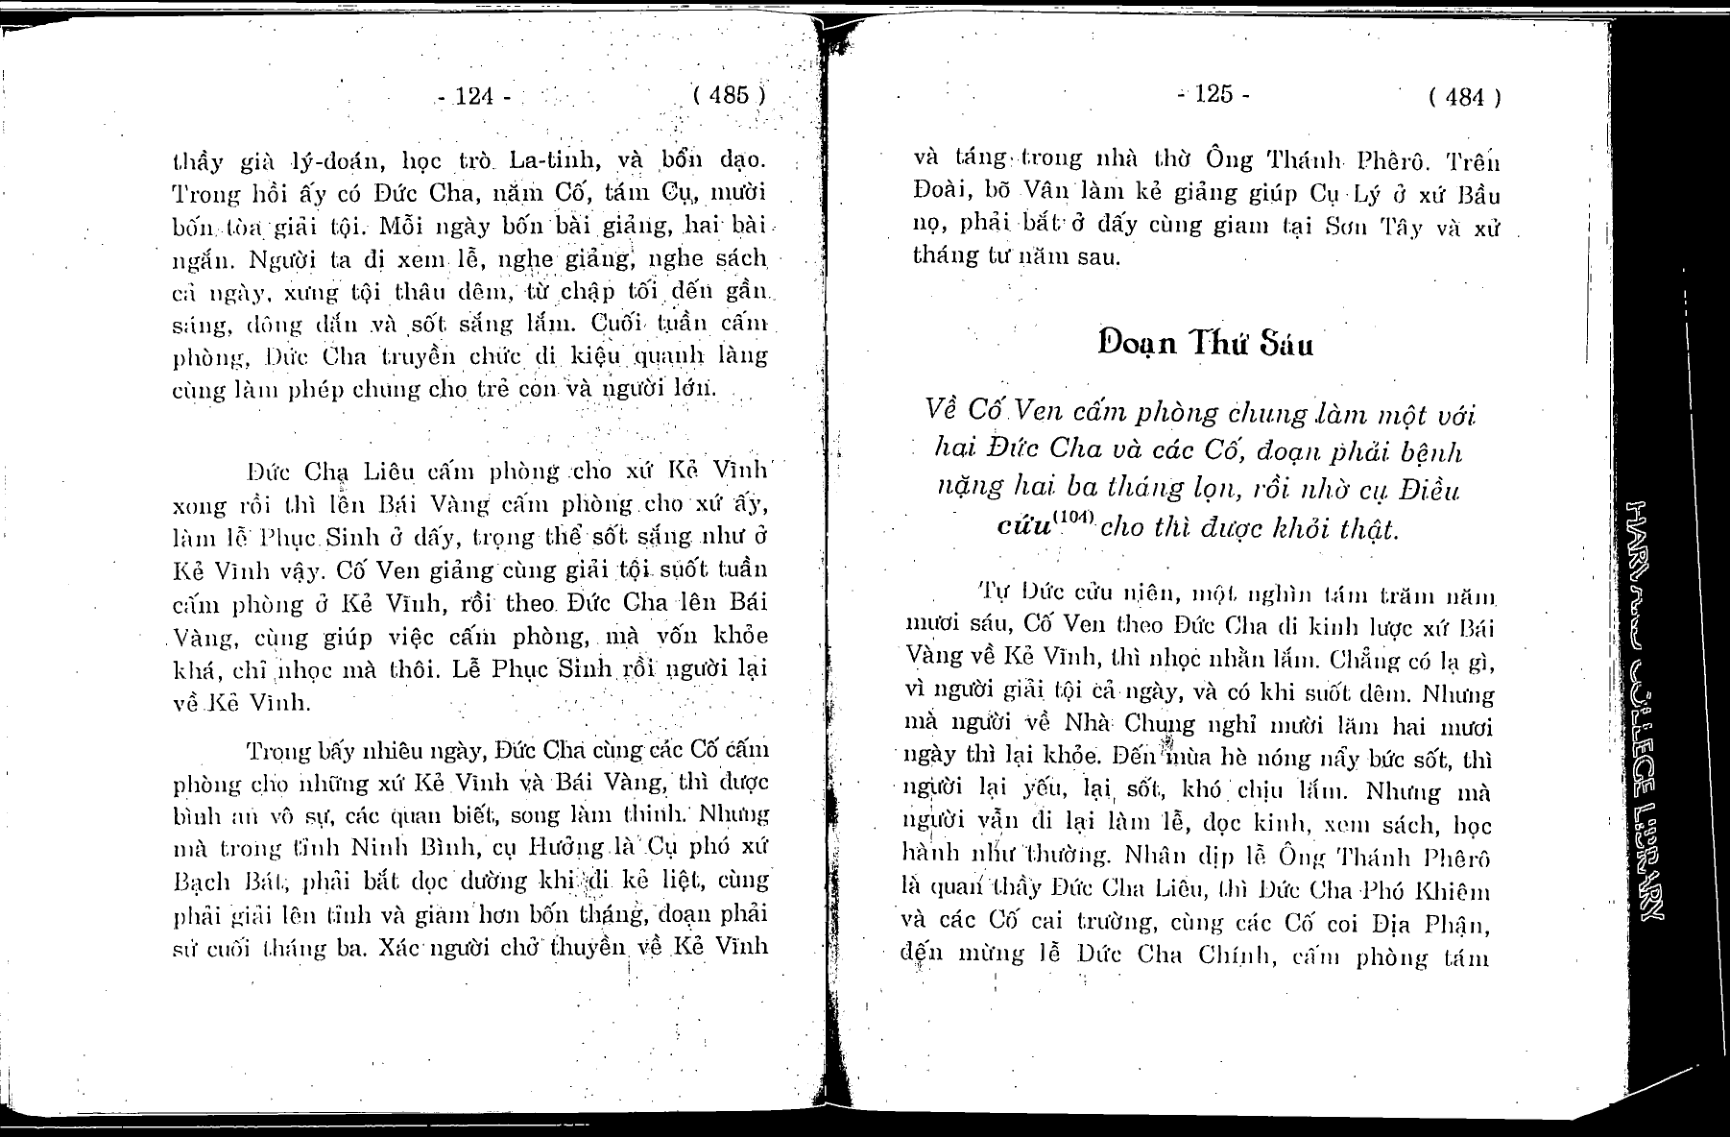 - 124 - ( 485 )
thầy già lý-doán, học trò La-tinh, và bổn dạo.
Trong hồi ấy có Đức Cha, năm Cố, tám Cụ, mười
bốn tòa giải tội. Mỗi ngày bốn bài giảng, hai bài
ngắn. Người ta di xem lễ, nghe giảng, nghe sách
cả ngày, xưng tội thâu dêm, từ chập tối dến gần
sáng, dông dắn và sốt sắng lắm. Cuối tuần cấm
phòng, Đức Cha truyền chức di kiệu quanh làng
cùng làm phép chung cho trẻ con và người lớn.
Đức Cha Liêu cấm phòng cho xứ Kẻ Vĩnh
xong rồi thì lên Bái Vàng cấm phòng cho xứ ấy,
làm lễ Phục Sinh ở dấy, trọng thể sốt sắng như ở
Kẻ Vĩnh vậy. Cố Ven giảng cùng giải tội suốt tuần
cấm phòng ở Kẻ Vĩnh, rồi theo Đức Cha lên Bái
Vàng, cùng giúp việc cấm phòng, mà vốn khỏe
khá, chỉ nhọc mà thôi. Lễ Phục Sinh rồi người lại
về Kẻ Vĩnh.
Trong bấy nhiêu ngày, Đức Cha cùng các Cố cấm
phòng cho những xứ Kẻ Vĩnh và Bái Vàng, thì dược
bình an vô sự, các quan biết, song làm thinh. Nhưng
mà trong tỉnh Ninh Bình, cụ Hưởng là Cụ phó xứ
Bạch Bát, phải bắt dọc dường khi di kẻ liệt, cùng
phải giải lên tỉnh và giam hơn bốn tháng, doạn phải
sử cuối tháng ba. Xác người chở thuyền về Kẻ Vĩnh
- 125 - ( 484 )
và táng trong nhà thờ Ông Thánh Phêrô. Trên
Đoài, bõ Vân làm kẻ giảng giúp Cụ Lý ở xứ Bầu
nọ, phải bắt ở dấy cùng giam tại Sơn Tây và xử
tháng tư năm sau.
Đoạn Thứ Sáu
Về Cố Ven cấm phòng chung làm một với
hai Đức Cha và các Cố, đoạn phải bệnh
nặng hai ba tháng lọn, rồi nhờ cụ Điều
cứu(104) cho thì được khỏi thật.
Tự Đức cửu niên, một nghìn tám trăm năm
mươi sáu, Cố Ven theo Đức Cha di kinh lược xứ Bái
Vàng về Kẻ Vĩnh, thì nhọc nhằn lắm. Chẳng có lạ gì,
vì người giải tội cả ngày, và có khi suốt dêm. Nhưng
mà người về Nhà Chung nghỉ mười lăm hai mươi
ngày thì lại khỏe. Đến mùa hè nóng nẩy bức sốt, thì
người lại yếu, lại sốt, khó chịu lắm. Nhưng mà
người vẫn di lại làm lễ, dọc kinh, xem sách, học
hành như thường. Nhân dịp lễ Ông Thánh Phêrô
là quan thầy Đức Cha Liêu, thì Đức Cha Phó Khiêm
và các Cố cai trường, cùng các Cố coi Địa Phận,
dến mừng lễ Đức Cha Chính, cấm phòng tám
HARVARD COLLEGE LIBRARY